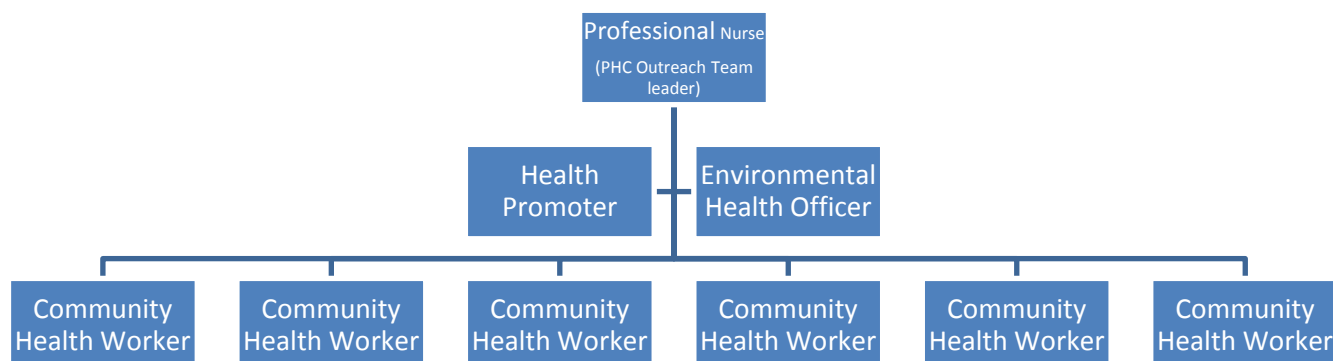 Professional Nurse
(PHC Outreach Team
leader)
Health
Promoter
Environmental
Health Officer
Community
Health Worker
Community
Health Worker
Community
Health Worker
Community
Health Worker
Community
Health Worker
Community
Health Worker